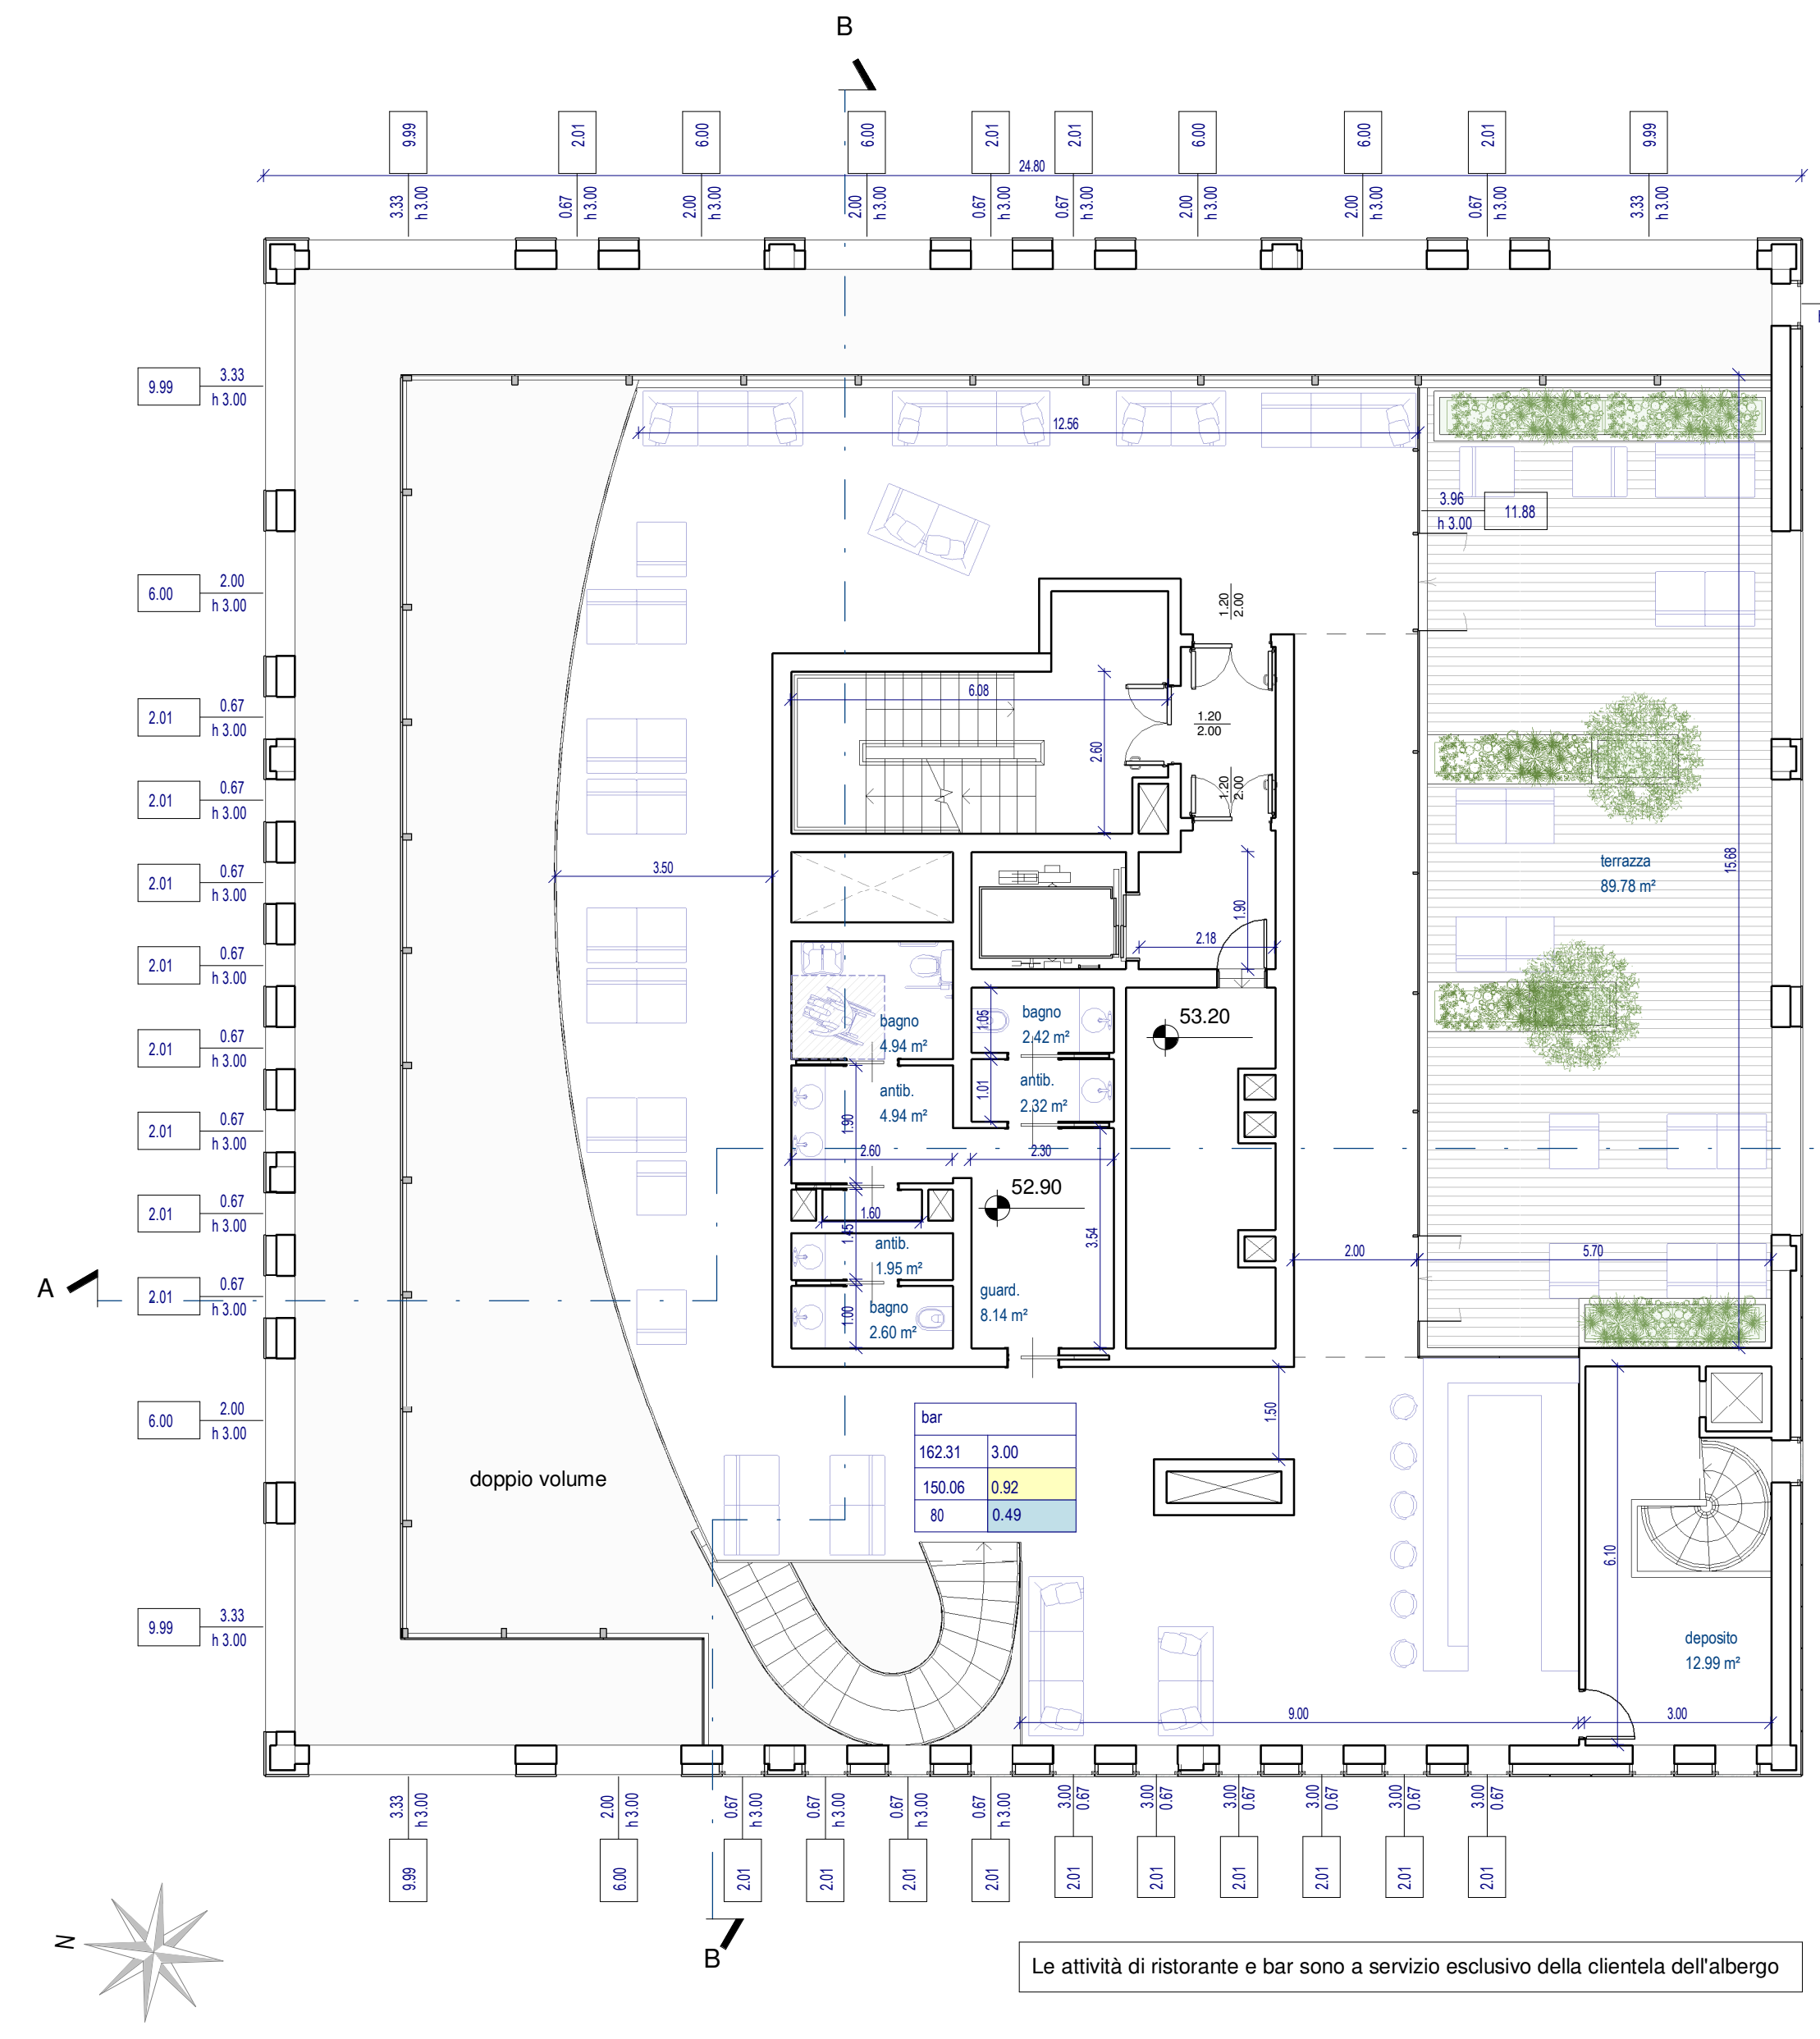 B
9.99
2.01
6.00
6.00
2.01
2.01
6.00
6.00
2.01
9.99
24.80
3.33
h 3.00
0.67
h 3.00
2.00
h 3.00
2.00
h 3.00
0.67
h 3.00
0.67
h 3.00
2.00
h 3.00
2.00
h 3.00
0.67
h 3.00
3.33
h 3.00
9.99
3.33
h 3.00
12.56
3.96
h 3.00
11.88
6.00
2.00
h 3.00
1.20
2.00
6.08
2.01
0.67
h 3.00
1.20
2.00
2.60
1.20
2.00
2.01
0.67
h 3.00
terrazza
89.78 m²
15.68
3.50
2.01
0.67
h 3.00
1.90
2.18
2.01
0.67
h 3.00
bagno
4.94 m²
1.05
bagno
2.42 m²
53.20
2.01
0.67
h 3.00
antib.
4.94 m²
1.01
antib.
2.32 m²
1.90
2.01
0.67
h 3.00
2.60
2.30
52.90
1.60
2.01
0.67
h 3.00
1.45
3.54
antib.
1.95 m²
2.00
5.70
A
2.01
0.67
h 3.00
guard.
8.14 m²
bagno
2.60 m²
1.00
6.00
2.00
h 3.00
1.50
bar
162.31
3.00
150.06
0.92
80
0.49
doppio volume
6.10
9.99
3.33
h 3.00
deposito
12.99 m²
9.00
3.00
3.33
h 3.00
2.00
h 3.00
0.67
h 3.00
0.67
h 3.00
0.67
h 3.00
0.67
h 3.00
3.00
0.67
3.00
0.67
3.00
0.67
3.00
0.67
3.00
0.67
3.00
0.67
9.99
6.00
2.01
2.01
2.01
2.01
2.01
2.01
2.01
2.01
2.01
2.01
N
B
Le attività di ristorante e bar sono a servizio esclusivo della clientela dell'albergo